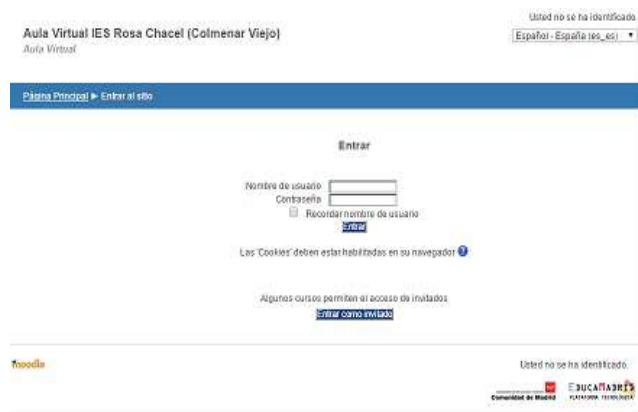 Usted no se ha identificado
Aula Virtual IES Rosa Chacel (Colmenar Viejo)
Español - España (es_es)
Aula Virtual
Página Principal ► Entrar al sitio
Entrar
Nombre de usuario
Contraseña
Recordar nombre de usuario
Entrar
Las 'Cookies' deben estar habilitadas en su navegador ?
Algunos cursos permiten el acceso de invitados
Entrar como invitado
moodle
Usted no se ha identificado.
Comunidad de Madrid
EDUCAMADRID
PLATAFORMA TECNOLÓGICA